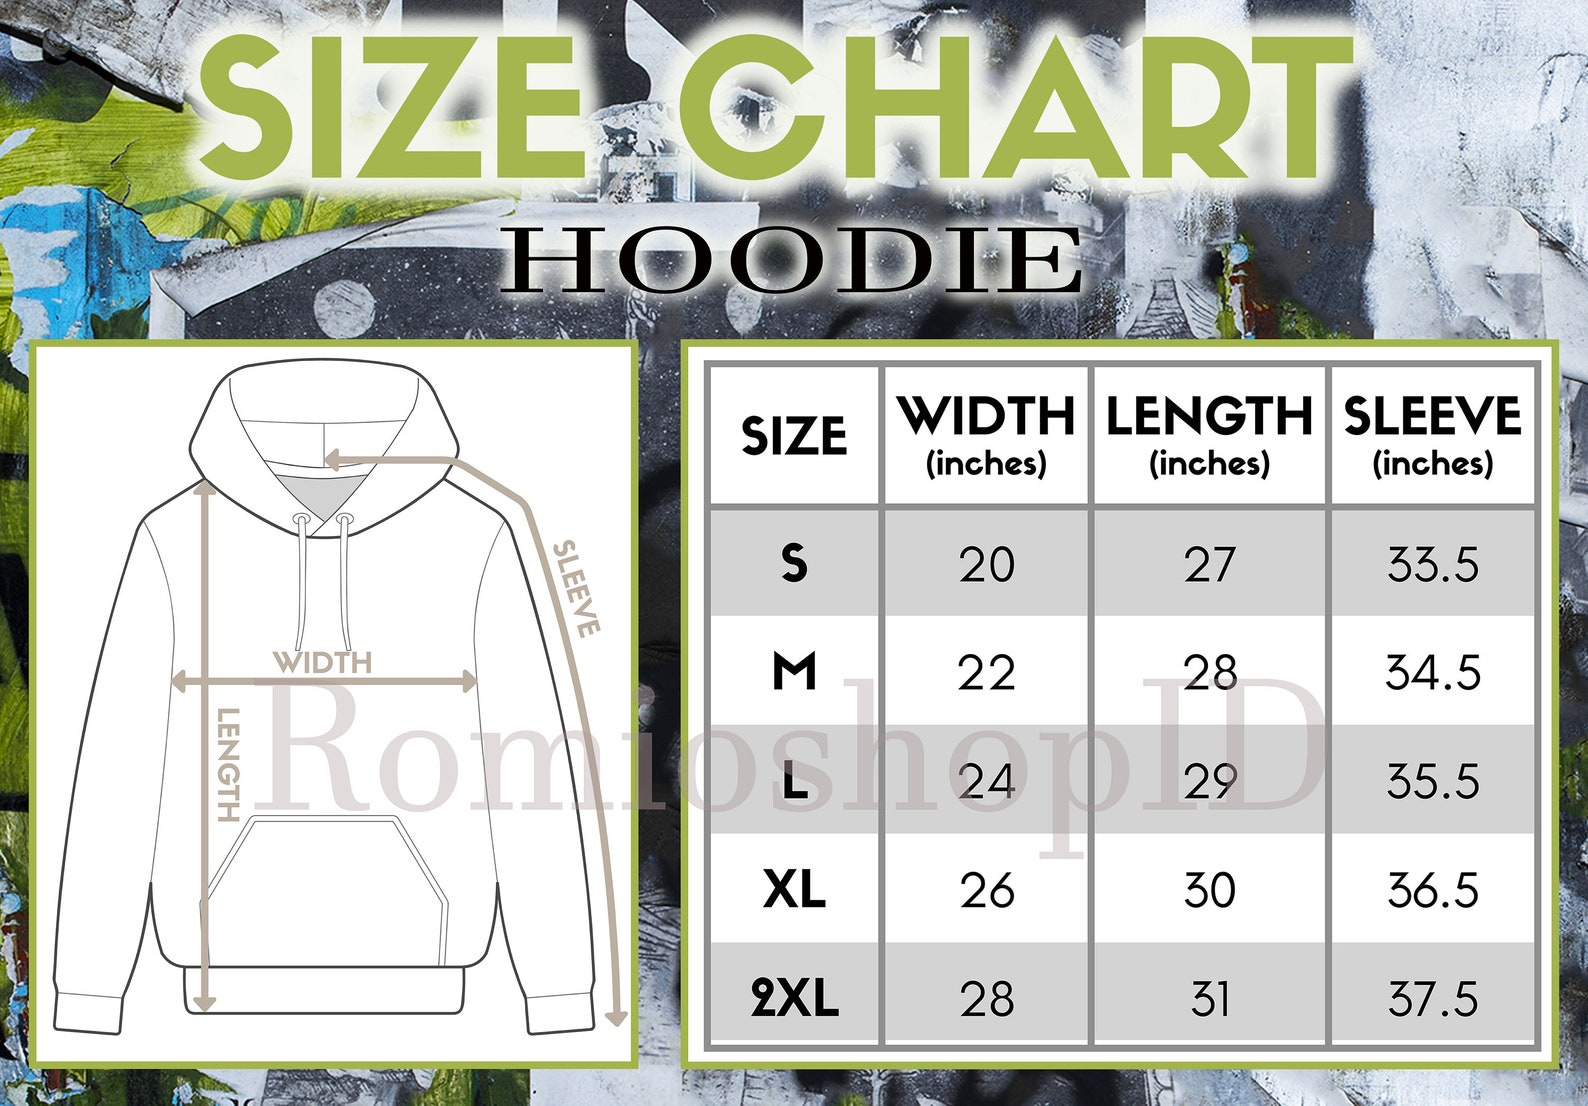 SIZE CHART
HOODIE
SLEEVE
WIDTH
LENGTH
SIZE WIDTH (inches) LENGTH (inches) SLEEVE (inches)
S 20 27 33.5
M 22 28 34.5
L 24 29 35.5
XL 26 30 36.5
2XL 28 31 37.5
RomioshopID